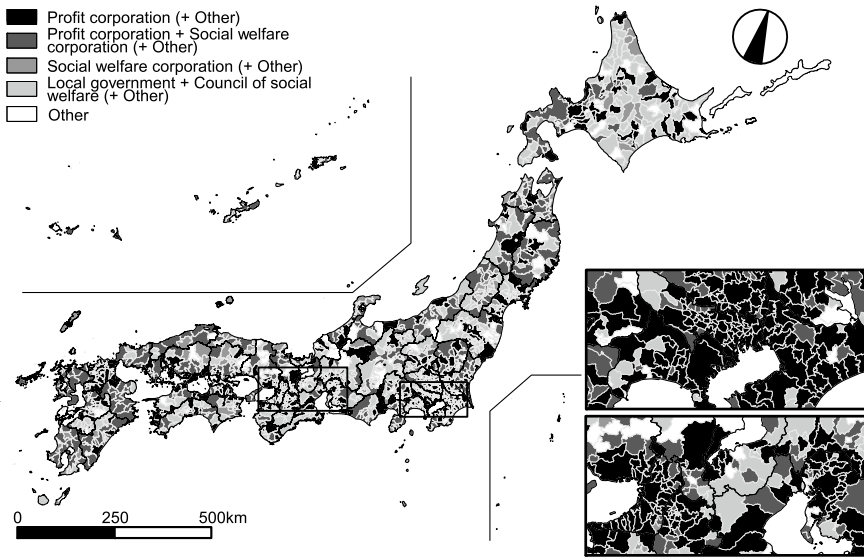 Profit corporation (+ Other)
Profit corporation + Social welfare
corporation (+ Other)
Social welfare corporation (+ Other)
Local government + Council of social
welfare (+ Other)
Other
0 250 500km